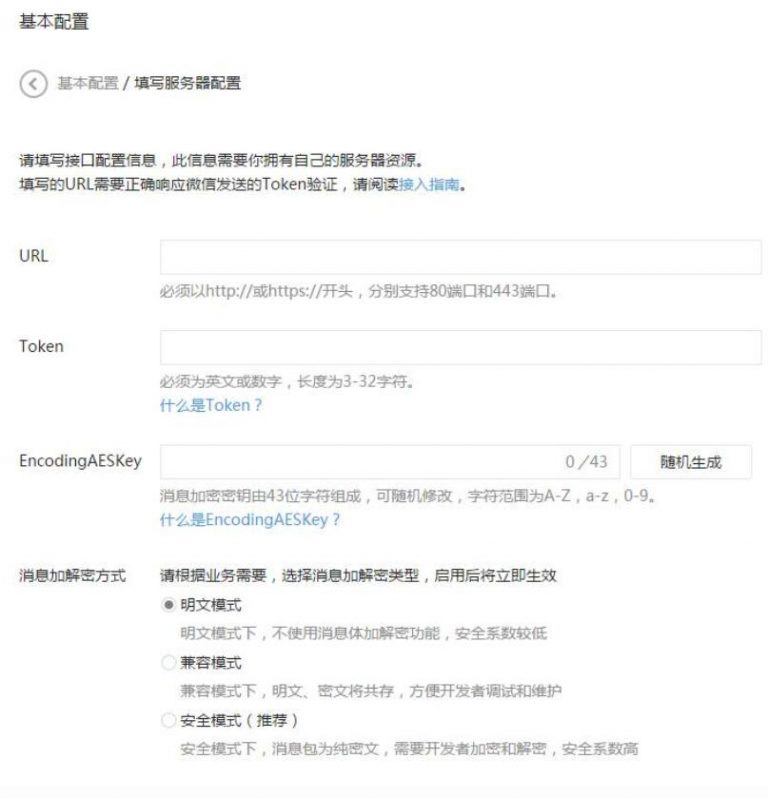 基本配置
基本配置 / 填写服务器配置
请填写接口配置信息，此信息需要你拥有自己的服务器资源。
填写的URL需要正确响应微信发送的Token验证，请阅读接入指南。
URL
必须以http://或https://开头，分别支持80端口和443端口。
Token
必须为英文或数字，长度为3-32字符。
什么是Token？
EncodingAESKey 0/43 随机生成
消息加密密钥由43位字符组成，可随机修改，字符范围为A-Z，a-z，0-9。
什么是EncodingAESKey？
消息加解密方式 请根据业务需要，选择消息加解密类型，启用后将立即生效
明文模式
明文模式下，不使用消息体加解密功能，安全系数较低
兼容模式
兼容模式下，明文、密文将共存，方便开发者调试和维护
安全模式（推荐）
安全模式下，消息包为纯密文，需要开发者加密和解密，安全系数高